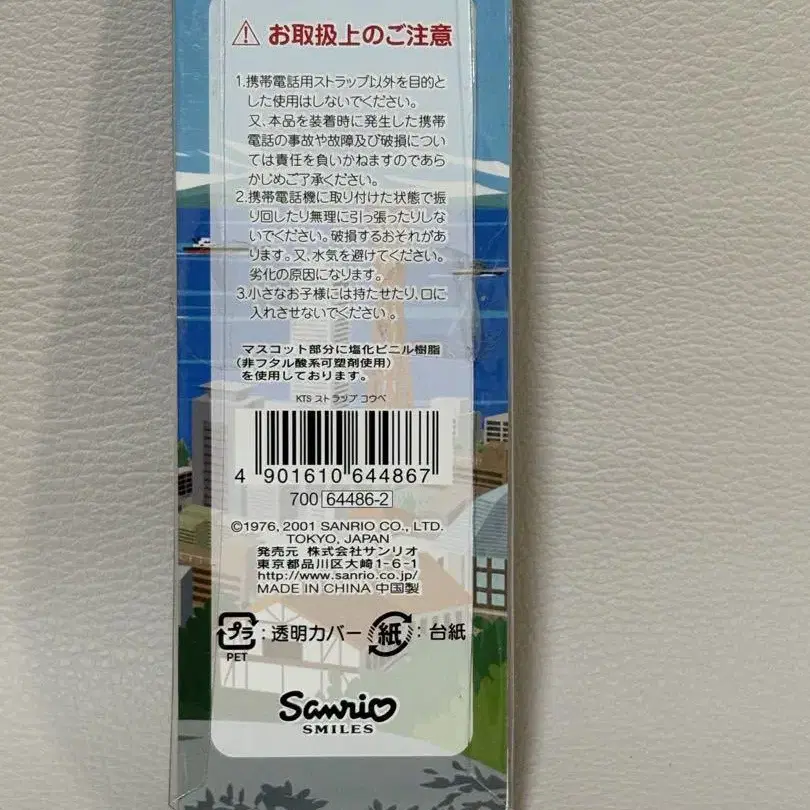 お取扱上のご注意
1.携帯電話用ストラップ以外を目的と
した使用はしないでください。
又、本品を装着時に発生した携帯
電話の事故や故障及び破損につい
ては責任を負いかねますのであら
かじめご了承ください。
2.携帯電話機に取り付けた状態で振
り回したり無理に引っ張ったりしな
いでください。破損するおそれがあ
ります。又、水気を避けてください。
劣化の原因になります。
3.小さなお子様には持たせたり、口に
入れさせないでください。
マスコット部分に塩化ビニル樹脂
(非フタル酸系可塑剤使用)
を使用しております。
KTS ストラップ コウベ
4 901610 644867
700 64486-2
©1976, 2001 SANRIO CO., LTD.
TOKYO, JAPAN
発売元 株式会社サンリオ
東京都品川区大崎1-6-1
http://www.sanrio.co.jp/
MADE IN CHINA 中国製
プラ:透明カバー 紙:台紙
PET
Sanrio
SMILES